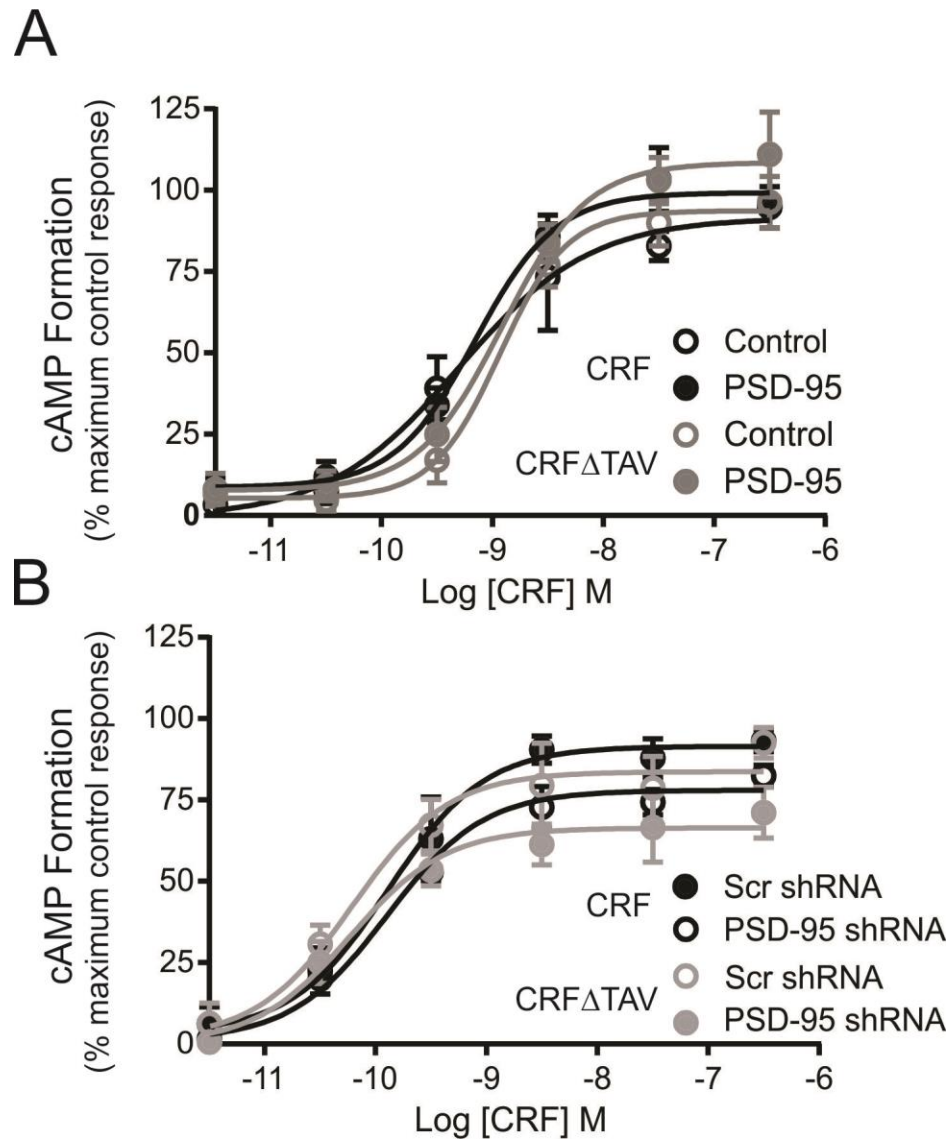 A
cAMP Formation
(% maximum control response)
125
100
75
50
25
0
CRF
Control
PSD-95
CRFΔTAV
Control
PSD-95
-11 -10 -9 -8 -7 -6
Log [CRF] M
B
cAMP Formation
(% maximum control response)
125
100
75
50
25
0
CRF
Scr shRNA
PSD-95 shRNA
CRFΔTAV
Scr shRNA
PSD-95 shRNA
-11 -10 -9 -8 -7 -6
Log [CRF] M